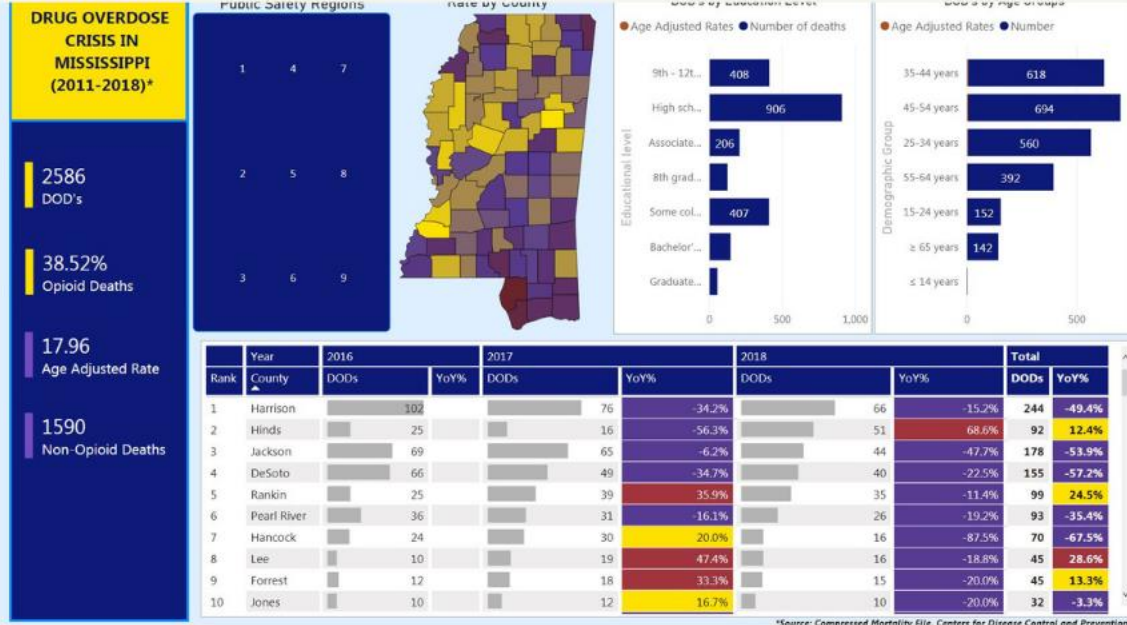 DRUG OVERDOSE
CRISIS IN
MISSISSIPPI
(2011-2018)*
2586
DOD's
38.52%
Opioid Deaths
17.96
Age Adjusted Rate
1590
Non-Opioid Deaths
Public Safety Regions
1 4 7
2 5 8
3 6 9
Rate by County
DOD's by Education Level
Age Adjusted Rates Number of deaths
Educational level
9th - 12t... 408
High sch... 906
Associate... 206
8th grad...
Some col... 407
Bachelor'...
Graduate...
0 500 1,000
DOD's by Age Groups
Age Adjusted Rates Number
Demographic Group
35-44 years 618
45-54 years 694
25-34 years 560
55-64 years 392
15-24 years 152
≥ 65 years 142
≤ 14 years
0 500
Year 2016 2017 2018 Total
Rank County DODs YoY% DODs YoY% DODs YoY% DODs YoY%
1 Harrison 102 76 -34.2% 66 -15.2% 244 -49.4%
2 Hinds 25 16 -56.3% 51 68.6% 92 12.4%
3 Jackson 69 65 -6.2% 44 -47.7% 178 -53.9%
4 DeSoto 66 49 -34.7% 40 -22.5% 155 -57.2%
5 Rankin 25 39 35.9% 35 -11.4% 99 24.5%
6 Pearl River 36 31 -16.1% 26 -19.2% 93 -35.4%
7 Hancock 24 30 20.0% 16 -87.5% 70 -67.5%
8 Lee 10 19 47.4% 16 -18.8% 45 28.6%
9 Forrest 12 18 33.3% 15 -20.0% 45 13.3%
10 Jones 10 12 16.7% 10 -20.0% 32 -3.3%
*Source: Compressed Mortality File, Centers for Disease Control and Prevention